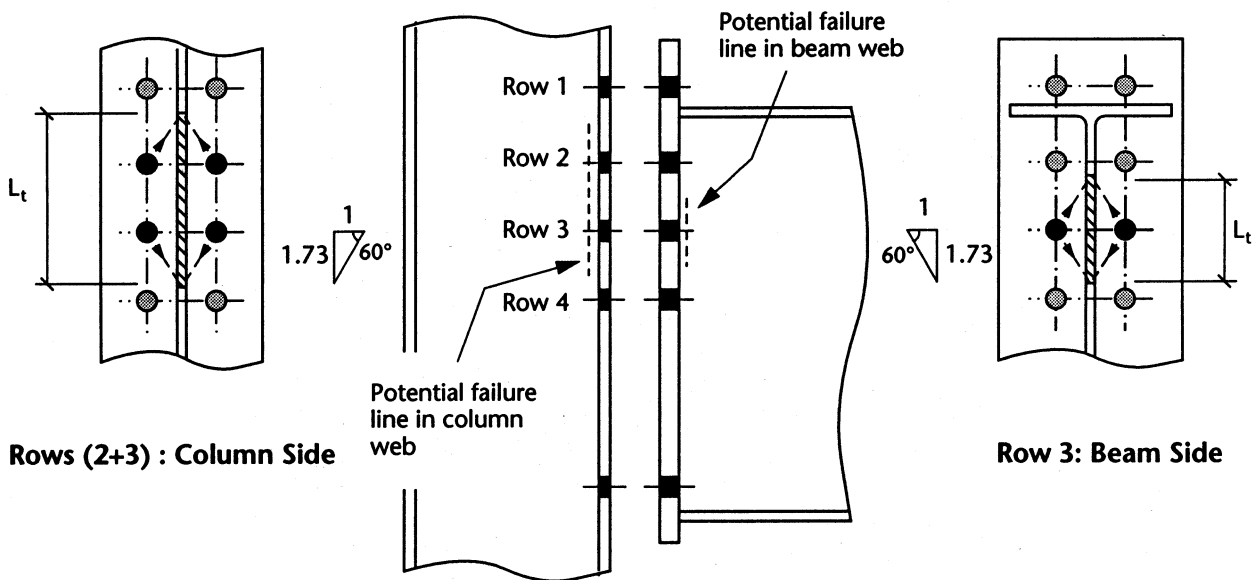 Potential failure
line in beam web
Row 1
Row 2
Row 3
Row 4
L_t
1
1.73
60°
1
60°
1.73
L_t
Potential failure
line in column
web
Rows (2+3) : Column Side
Row 3: Beam Side